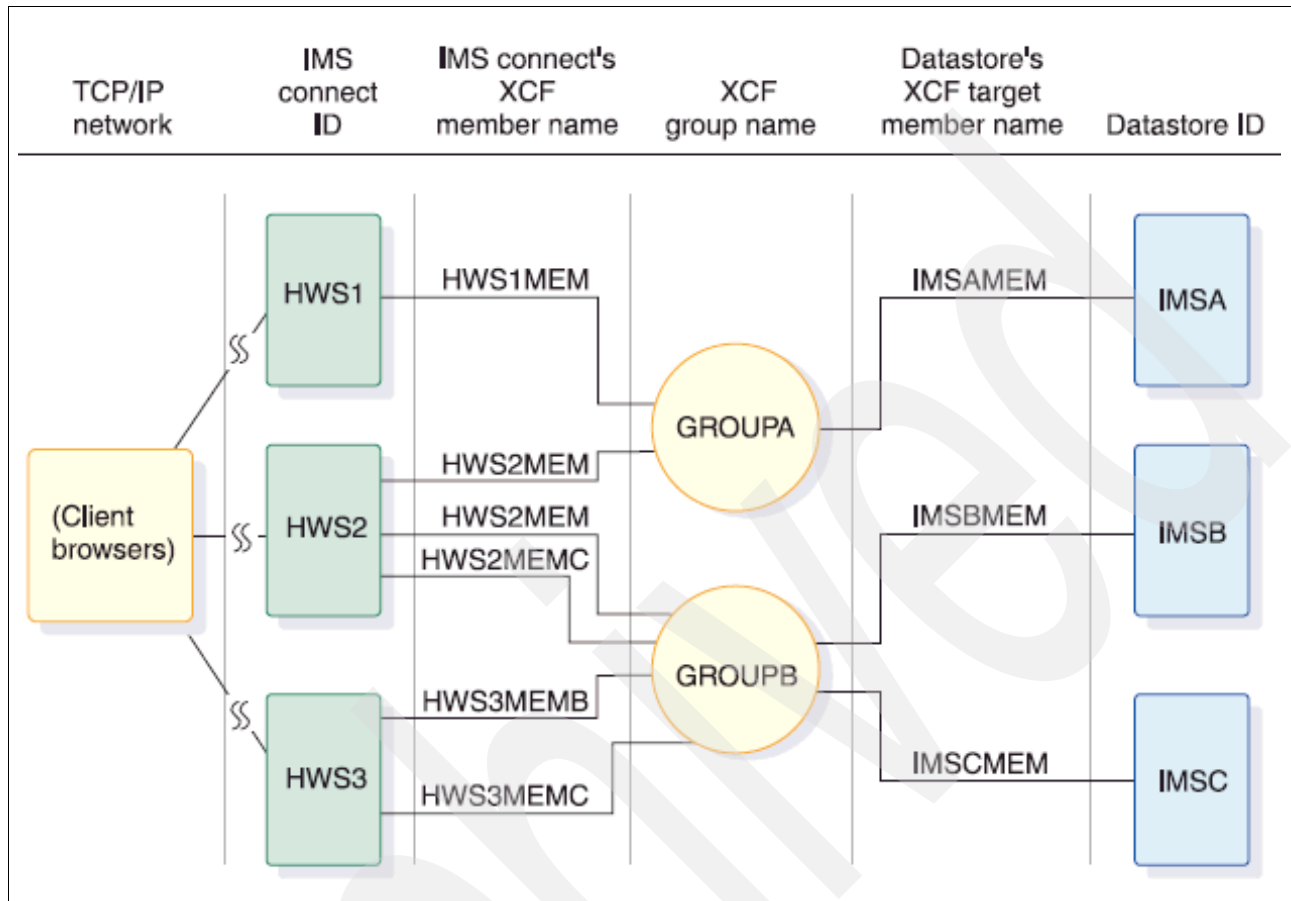 TCP/IP
network
IMS
connect
ID
IMS connect's
XCF
member name
XCF
group name
Datastore's
XCF target
member name
Datastore ID
HWS1
HWS1MEM
IMSAMEM
IMSA
GROUPA
HWS2MEM
(Client
browsers)
HWS2
HWS2MEM
HWS2MEMC
IMSBMEM
IMSB
GROUPB
HWS3MEMB
HWS3
HWS3MEMC
IMSCMEM
IMSC